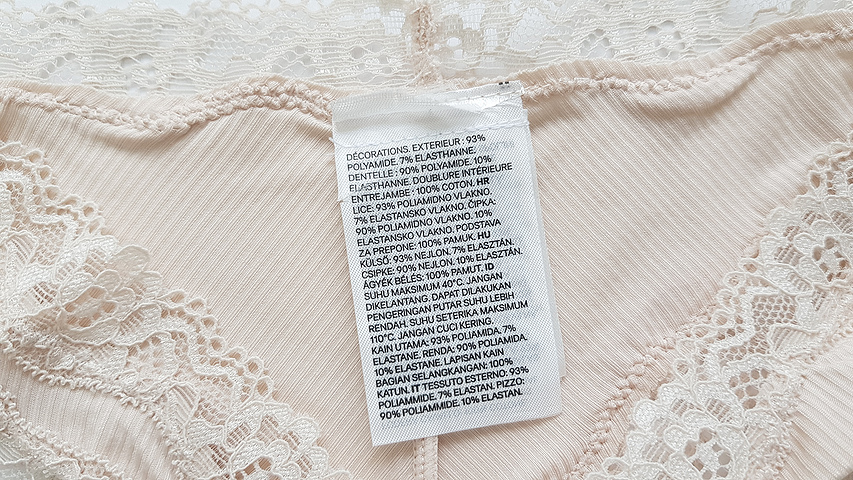 DÉCORATIONS. EXTERIEUR : 93%
POLYAMIDE. 7% ELASTHANNE.
DENTELLE : 90% POLYAMIDE. 10%
ELASTHANNE. DOUBLURE INTÉRIEURE
ENTREJAMBE : 100% COTON. HR
LICE: 93% POLIAMIDNO VLAKNO.
7% ELASTANSKO VLAKNO. ČIPKA:
90% POLIAMIDNO VLAKNO. 10%
ELASTANSKO VLAKNO. PODSTAVA
ZA PREPONE: 100% PAMUK. HU
KÜLSŐ: 93% NEJLON. 7% ELASZTÁN.
CSIPKE: 90% NEJLON. 10% ELASZTÁN.
ÁGYÉK BÉLÉS: 100% PAMUT. ID
SUHU MAKSIMUM 40°C. JANGAN
DIKELANTANG. DAPAT DILAKUKAN
PENGERINGAN PUTAR SUHU LEBIH
RENDAH. SUHU SETERIKA MAKSIMUM
110°C. JANGAN CUCI KERING.
KAIN UTAMA: 93% POLIAMIDA. 7%
ELASTANE. RENDA: 90% POLIAMIDA.
10% ELASTANE. LAPISAN KAIN
BAGIAN SELANGKANGAN: 100%
KATUN. IT TESSUTO ESTERNO: 93%
POLIAMMIDE. 7% ELASTAN. PIZZO:
90% POLIAMMIDE. 10% ELASTAN.